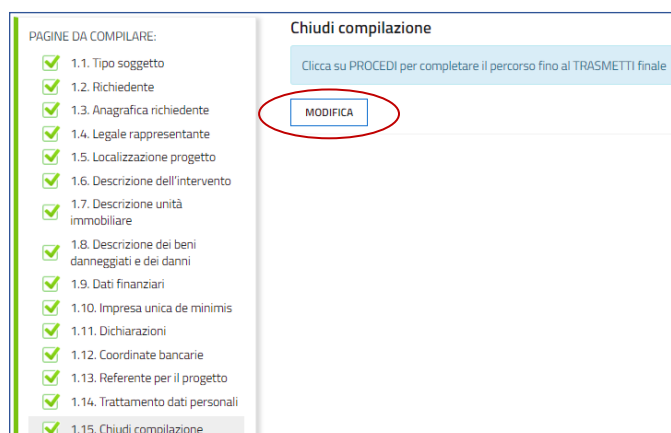 PAGINE DA COMPILARE:
1.1. Tipo soggetto
1.2. Richiedente
1.3. Anagrafica richiedente
1.4. Legale rappresentante
1.5. Localizzazione progetto
1.6. Descrizione dell'intervento
1.7. Descrizione unità
immobiliare
1.8. Descrizione dei beni
danneggiati e dei danni
1.9. Dati finanziari
1.10. Impresa unica de minimis
1.11. Dichiarazioni
1.12. Coordinate bancarie
1.13. Referente per il progetto
1.14. Trattamento dati personali
1.15. Chiudi compilazione
Chiudi compilazione
Clicca su PROCEDI per completare il percorso fino al TRASMETTI finale
MODIFICA